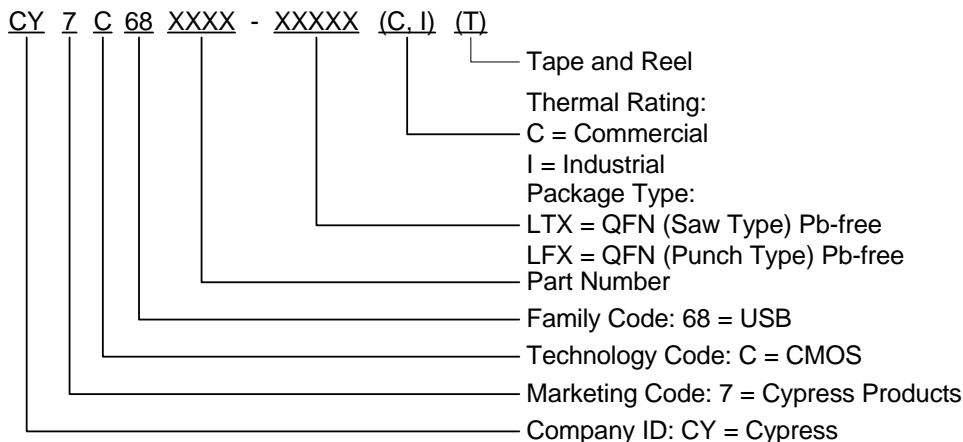 CY 7 C 68 XXXX - XXXXX (C, I) (T)
Tape and Reel
Thermal Rating:
C = Commercial
I = Industrial
Package Type:
LTX = QFN (Saw Type) Pb-free
LFX = QFN (Punch Type) Pb-free
Part Number
Family Code: 68 = USB
Technology Code: C = CMOS
Marketing Code: 7 = Cypress Products
Company ID: CY = Cypress